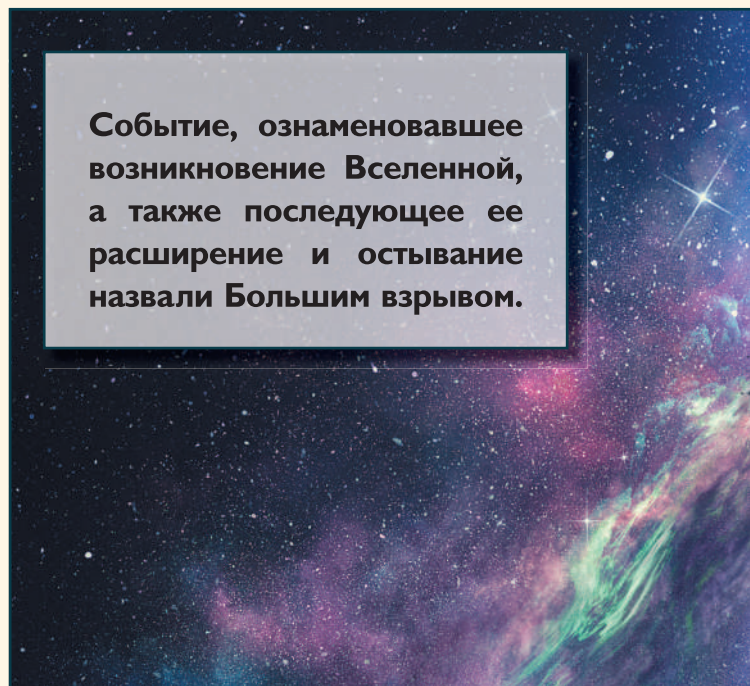 Событие, ознаменовавшее
возникновение Вселенной,
а также последующее ее
расширение и остывание
назвали Большим взрывом.